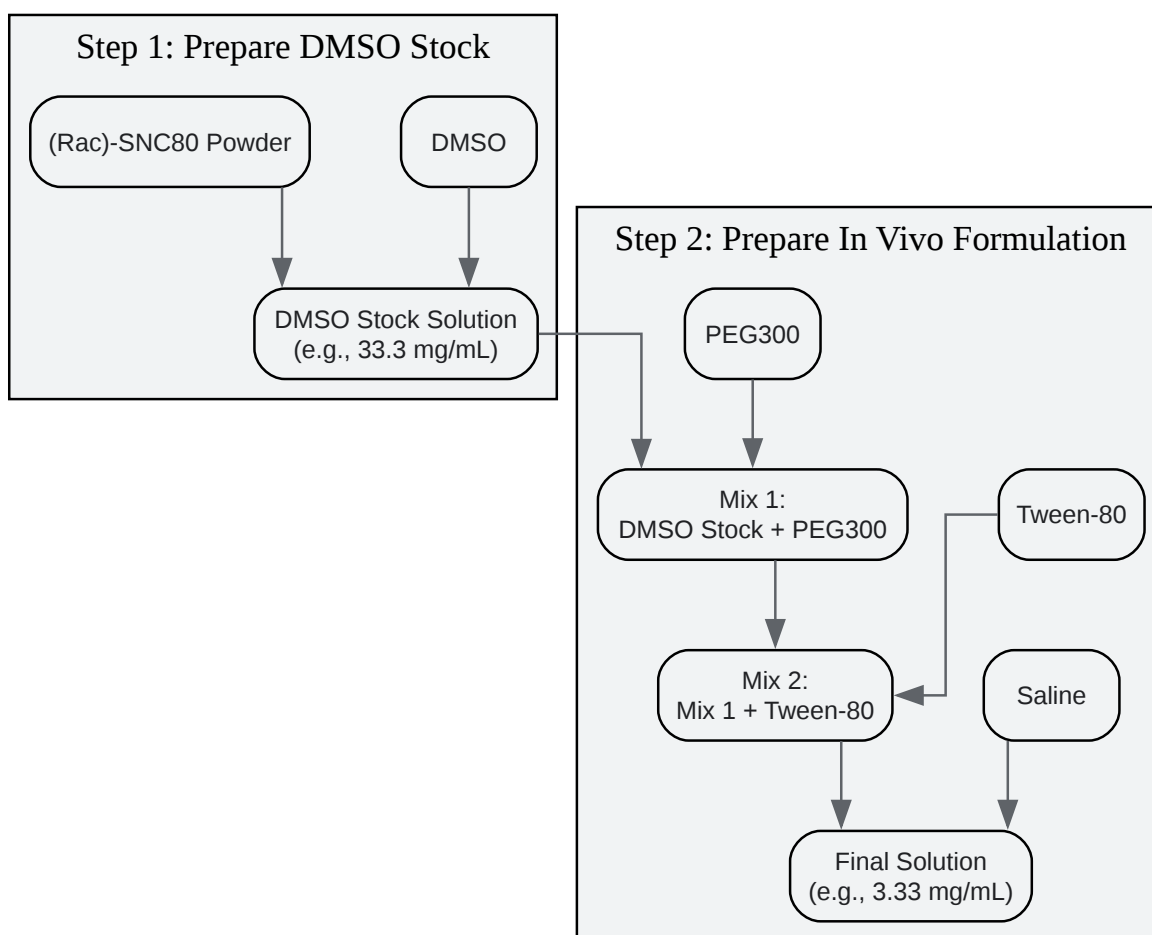 Step 1: Prepare DMSO Stock
(Rac)-SNC80 Powder
DMSO
DMSO Stock Solution
(e.g., 33.3 mg/mL)
Step 2: Prepare In Vivo Formulation
PEG300
Mix 1:
DMSO Stock + PEG300
Tween-80
Mix 2:
Mix 1 + Tween-80
Saline
Final Solution
(e.g., 3.33 mg/mL)